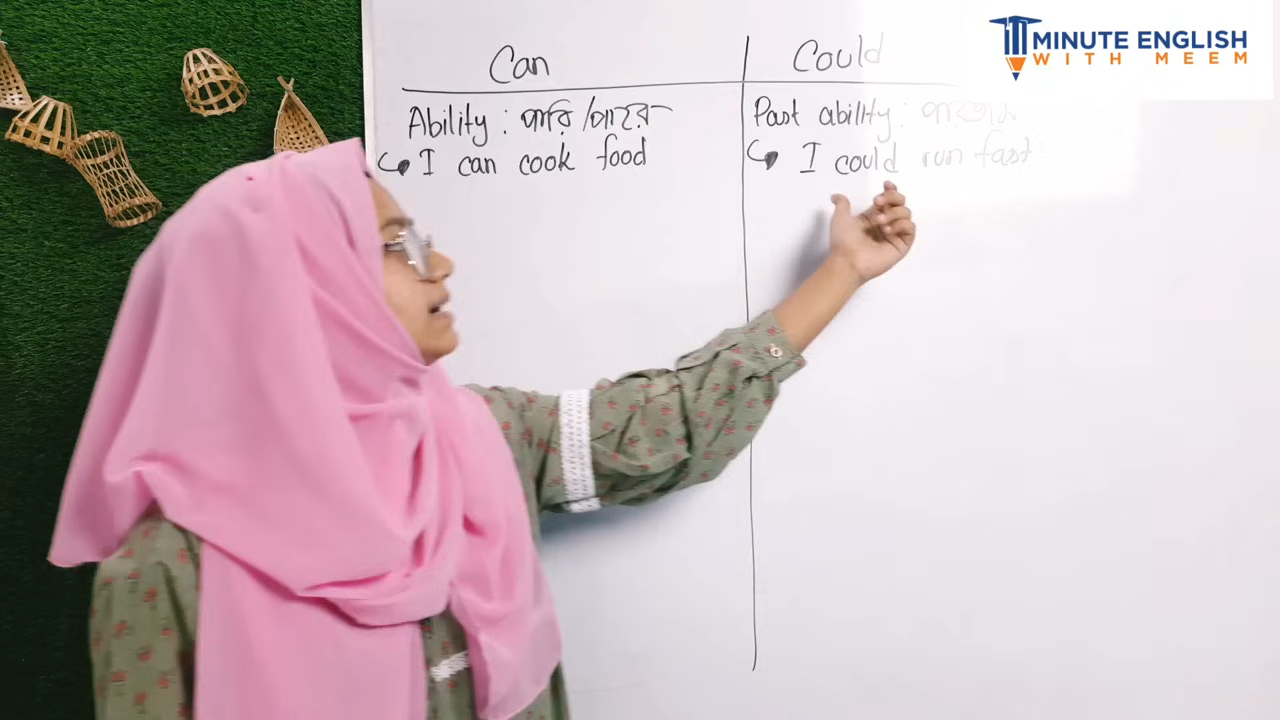 Can
Could
Ability : পারি / পারে
I can cook food
Past ability : পারতাম
I could run fast
MINUTE ENGLISH
WITH MEEM